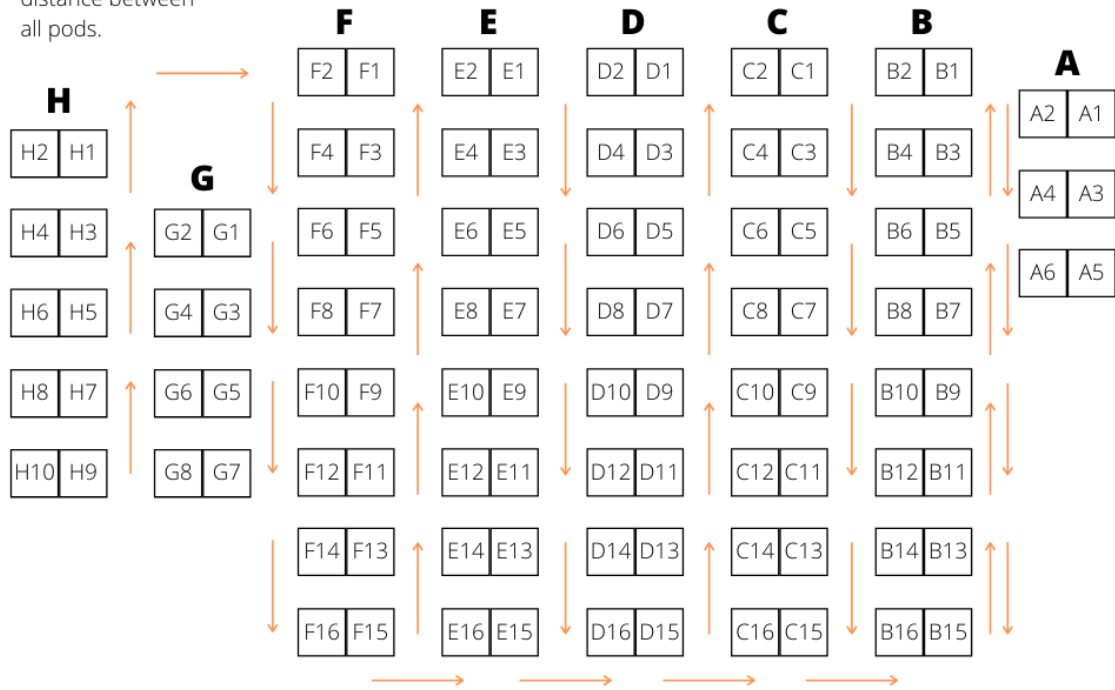 distance between
all pods.
F E D C B
A
H
G
F2 F1 E2 E1 D2 D1 C2 C1 B2 B1
A2 A1
H2 H1 F4 F3 E4 E3 D4 D3 C4 C3 B4 B3
A4 A3
H4 H3 G2 G1 F6 F5 E6 E5 D6 D5 C6 C5 B6 B5
A6 A5
H6 H5 G4 G3 F8 F7 E8 E7 D8 D7 C8 C7 B8 B7
H8 H7 G6 G5 F10 F9 E10 E9 D10 D9 C10 C9 B10 B9
H10 H9 G8 G7 F12 F11 E12 E11 D12 D11 C12 C11 B12 B11
F14 F13 E14 E13 D14 D13 C14 C13 B14 B13
F16 F15 E16 E15 D16 D15 C16 C15 B16 B15